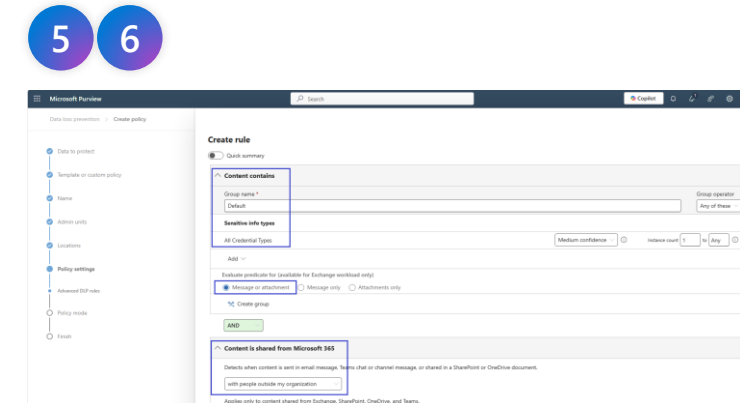 5 6
Microsoft Purview Search Copilot
Data loss prevention > Create policy
Create rule
Quick summary
Data to protect
Template or custom policy
Name
Admin units
Locations
Policy settings
Advanced DLP rules
Policy mode
Finish
Content contains
Group name * Group operator
Default Any of these
Sensitive info types
All Credential Types Medium confidence Instance count 1 to Any
Add
Evaluate predicate for (available for Exchange workload only)
Message or attachment Message only Attachments only
Create group
AND
Content is shared from Microsoft 365
Detects when content is sent in email message, Teams chat or channel message, or shared in a SharePoint or OneDrive document.
with people outside my organization
Applies only to content shared from Exchange, SharePoint, OneDrive, and Teams.